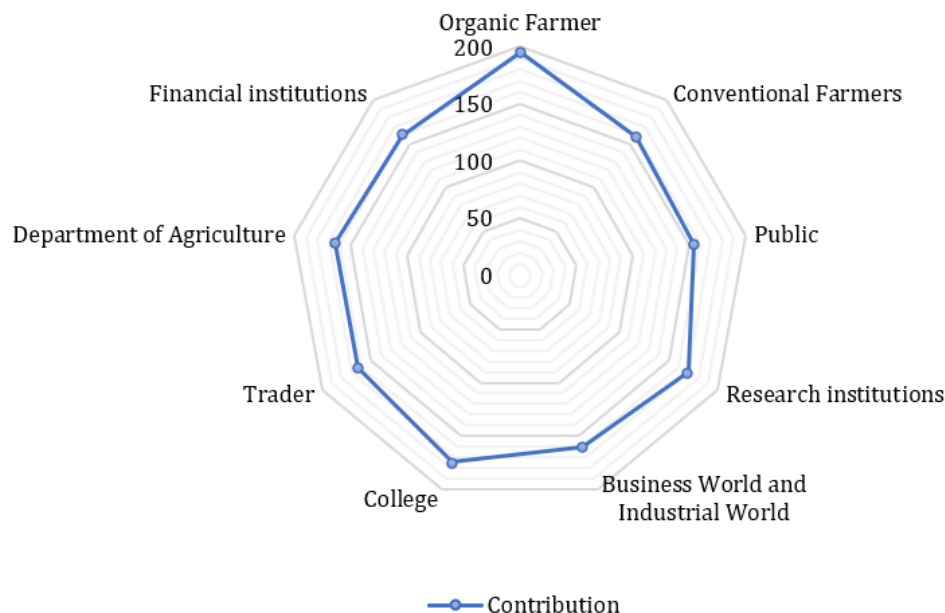 Organic Farmer
200
Financial institutions
Conventional Farmers
150
100
Department of Agriculture
Public
50
0
Trader
Research institutions
College
Business World and
Industrial World
Contribution